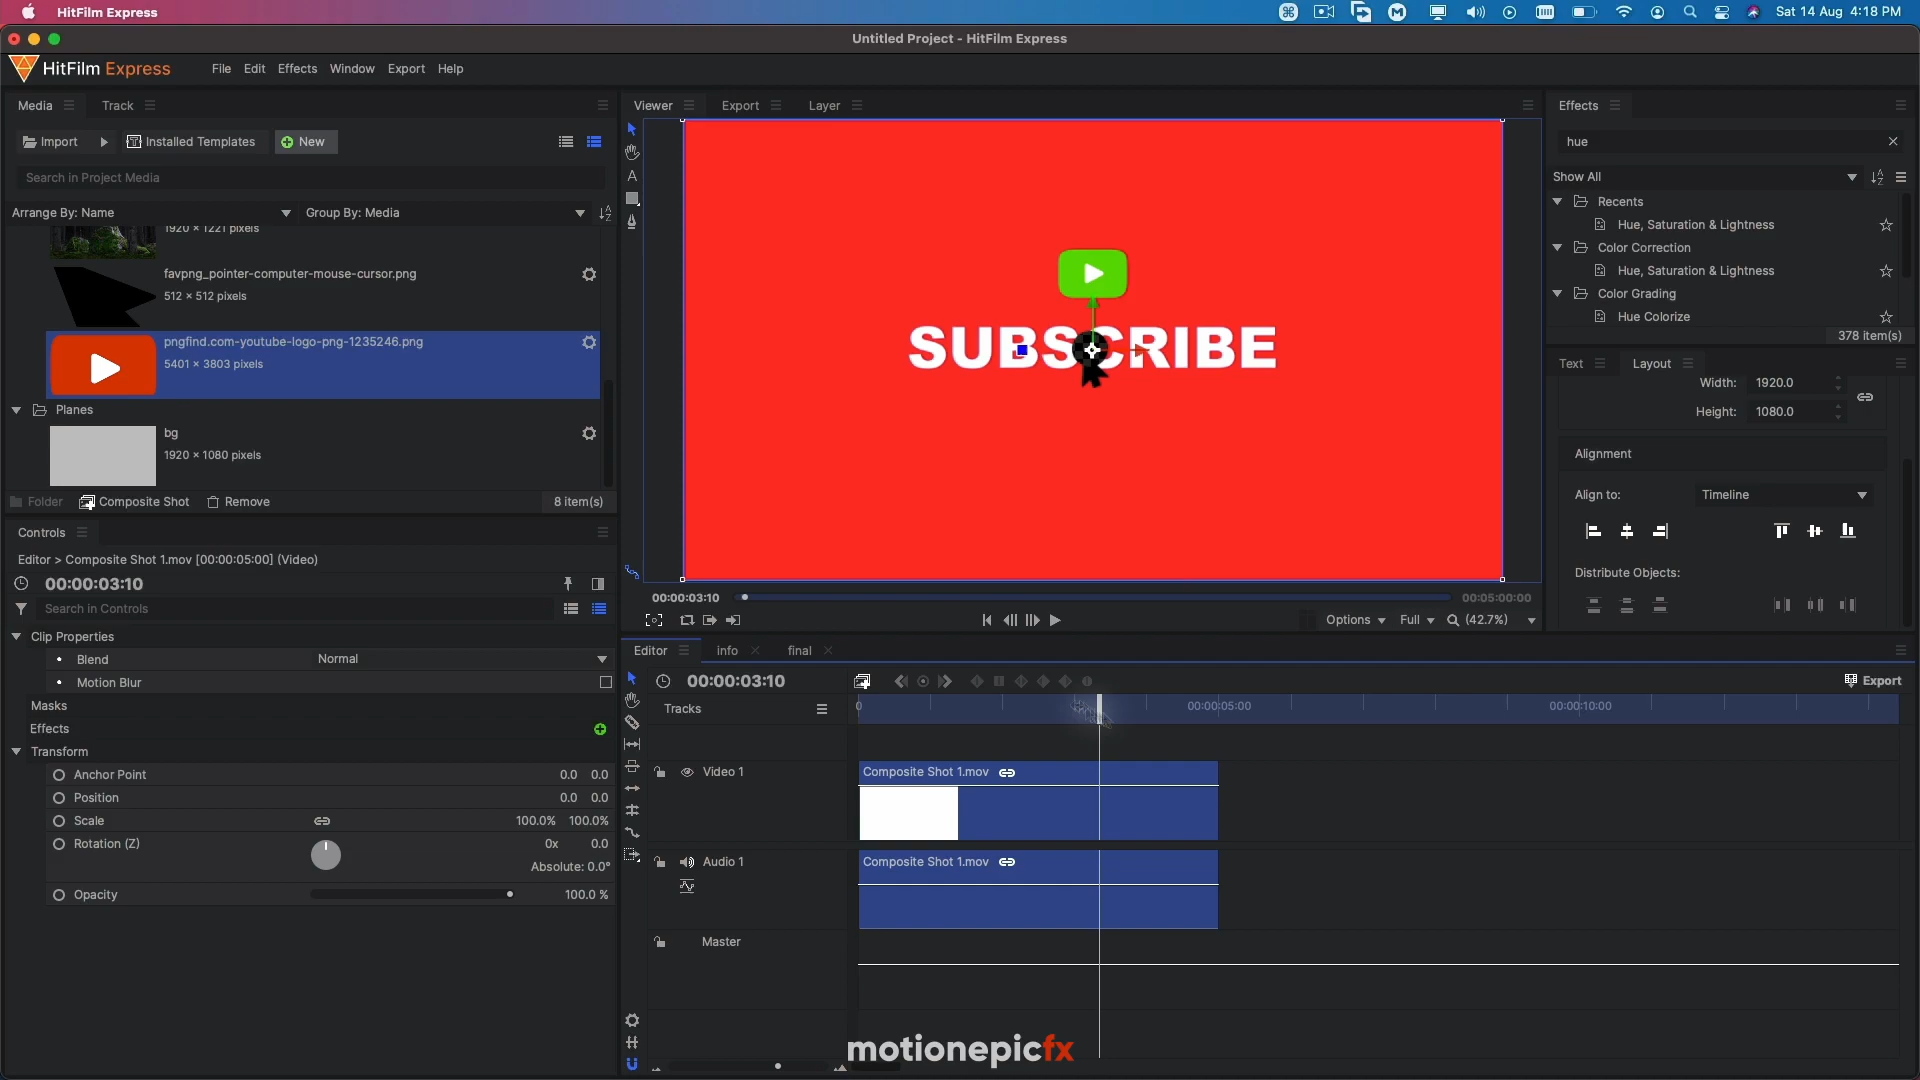 HitFilm Express
Sat 14 Aug 4:18 PM
Untitled Project - HitFilm Express
HitFilm Express
File Edit Effects Window Export Help
Media Track
Viewer Export Layer
Effects
Import Installed Templates New
hue
Search in Project Media
Show All
Arrange By: Name Group By: Media
Recents
Hue, Saturation & Lightness
1920 × 1221 pixels
Color Correction
Hue, Saturation & Lightness
favpng_pointer-computer-mouse-cursor.png
512 × 512 pixels
Color Grading
Hue Colorize
378 item(s)
pngfind.com-youtube-logo-png-1235246.png
5401 × 3803 pixels
SUBSCRIBE
Text Layout
Width: 1920.0
Height: 1080.0
Planes
bg
1920 × 1080 pixels
Alignment
Align to: Timeline
Folder Composite Shot Remove 8 item(s)
Distribute Objects:
Controls
Editor > Composite Shot 1.mov [00:00:05:00] (Video)
00:00:03:10
00:00:03:10 00:05:00:00
Search in Controls
Options Full (42.7%)
Clip Properties
Blend Normal
Motion Blur
Masks
Effects
Transform
Anchor Point 0.0 0.0
Position 0.0 0.0
Scale 100.0% 100.0%
Rotation (Z) 0x 0.0
Absolute: 0.0°
Opacity 100.0 %
Editor info final
00:00:03:10 Export
Tracks 0 00:00:05:00 00:00:10:00
Video 1 Composite Shot 1.mov
Audio 1 Composite Shot 1.mov
Master
motionepicfx